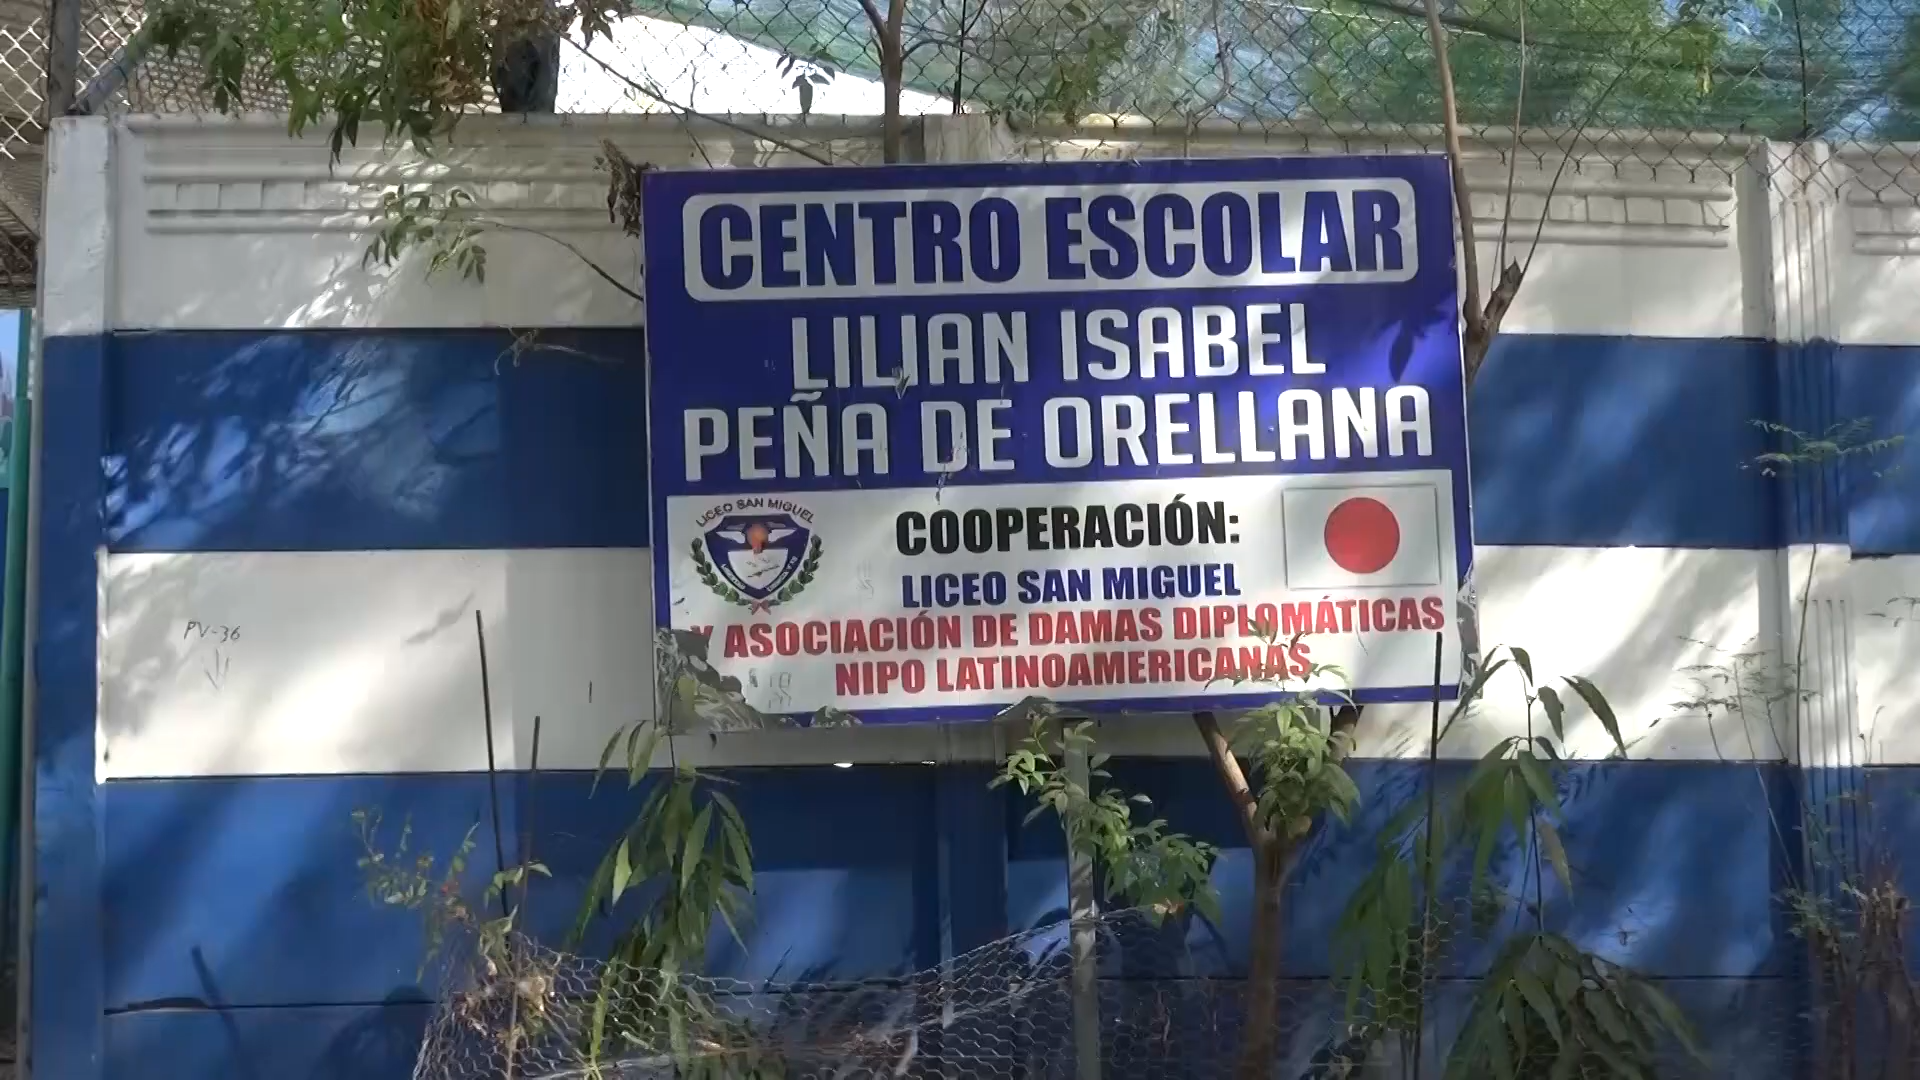 CENTRO ESCOLAR
LILIAN ISABEL
PEÑA DE ORELLANA
LICEO SAN MIGUEL
COOPERACIÓN:
LICEO SAN MIGUEL
Y ASOCIACIÓN DE DAMAS DIPLOMÁTICAS
NIPO LATINOAMERICANAS
PV-36